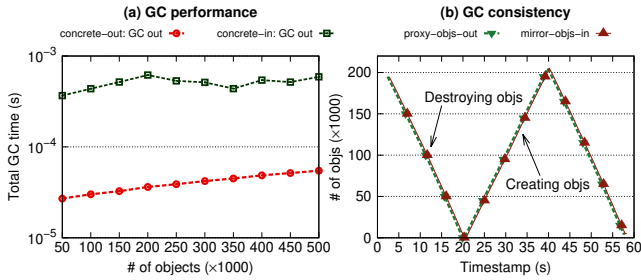 (a) GC performance
concrete-out: GC out
concrete-in: GC out
Total GC time (s)
10⁻³
10⁻⁴
10⁻⁵
50 100 150 200 250 300 350 400 450 500
# of objects (×1000)
(b) GC consistency
proxy-objs-out
mirror-objs-in
# of objs (×1000)
200
150
100
50
0
Destroying objs
Creating objs
0 5 10 15 20 25 30 35 40 45 50 55 60
Timestamp (s)